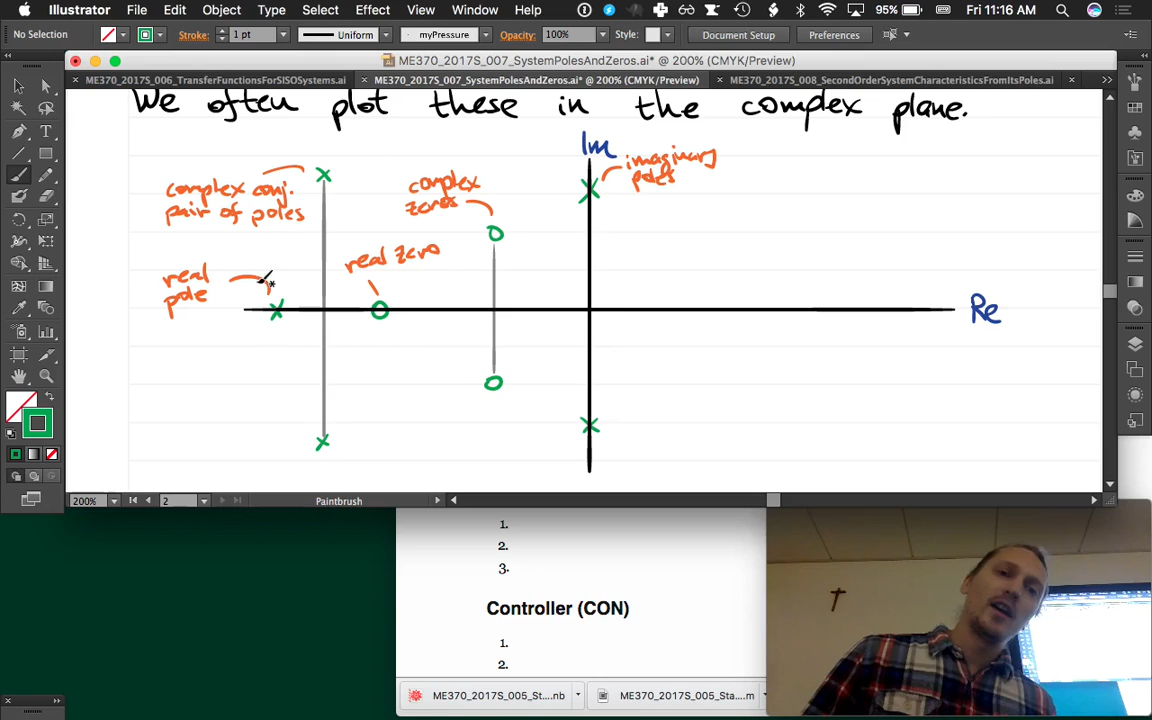 Illustrator File Edit Object Type Select Effect View Window Help 95% Fri 11:16 AM
No Selection Stroke: 1 pt Uniform myPressure Opacity: 100% Style: Document Setup Preferences
ME370_2017S_007_SystemPolesAndZeros.ai* @ 200% (CMYK/Preview)
ME370_2017S_006_TransferFunctionsForSISOSystems.ai ME370_2017S_007_SystemPolesAndZeros.ai* @ 200% (CMYK/Preview) ME370_2017S_008_SecondOrderSystemCharacteristicsFromItsPoles.ai
We often plot these in the complex plane.
Im
imaginary
poles
complex conj.
pair of poles
complex
zeros
real zero
real
pole
Re
200% 2 Paintbrush
1.
2.
3.
Controller (CON)
1.
2.
ME370_2017S_005_St....nb ME370_2017S_005_Sta....m